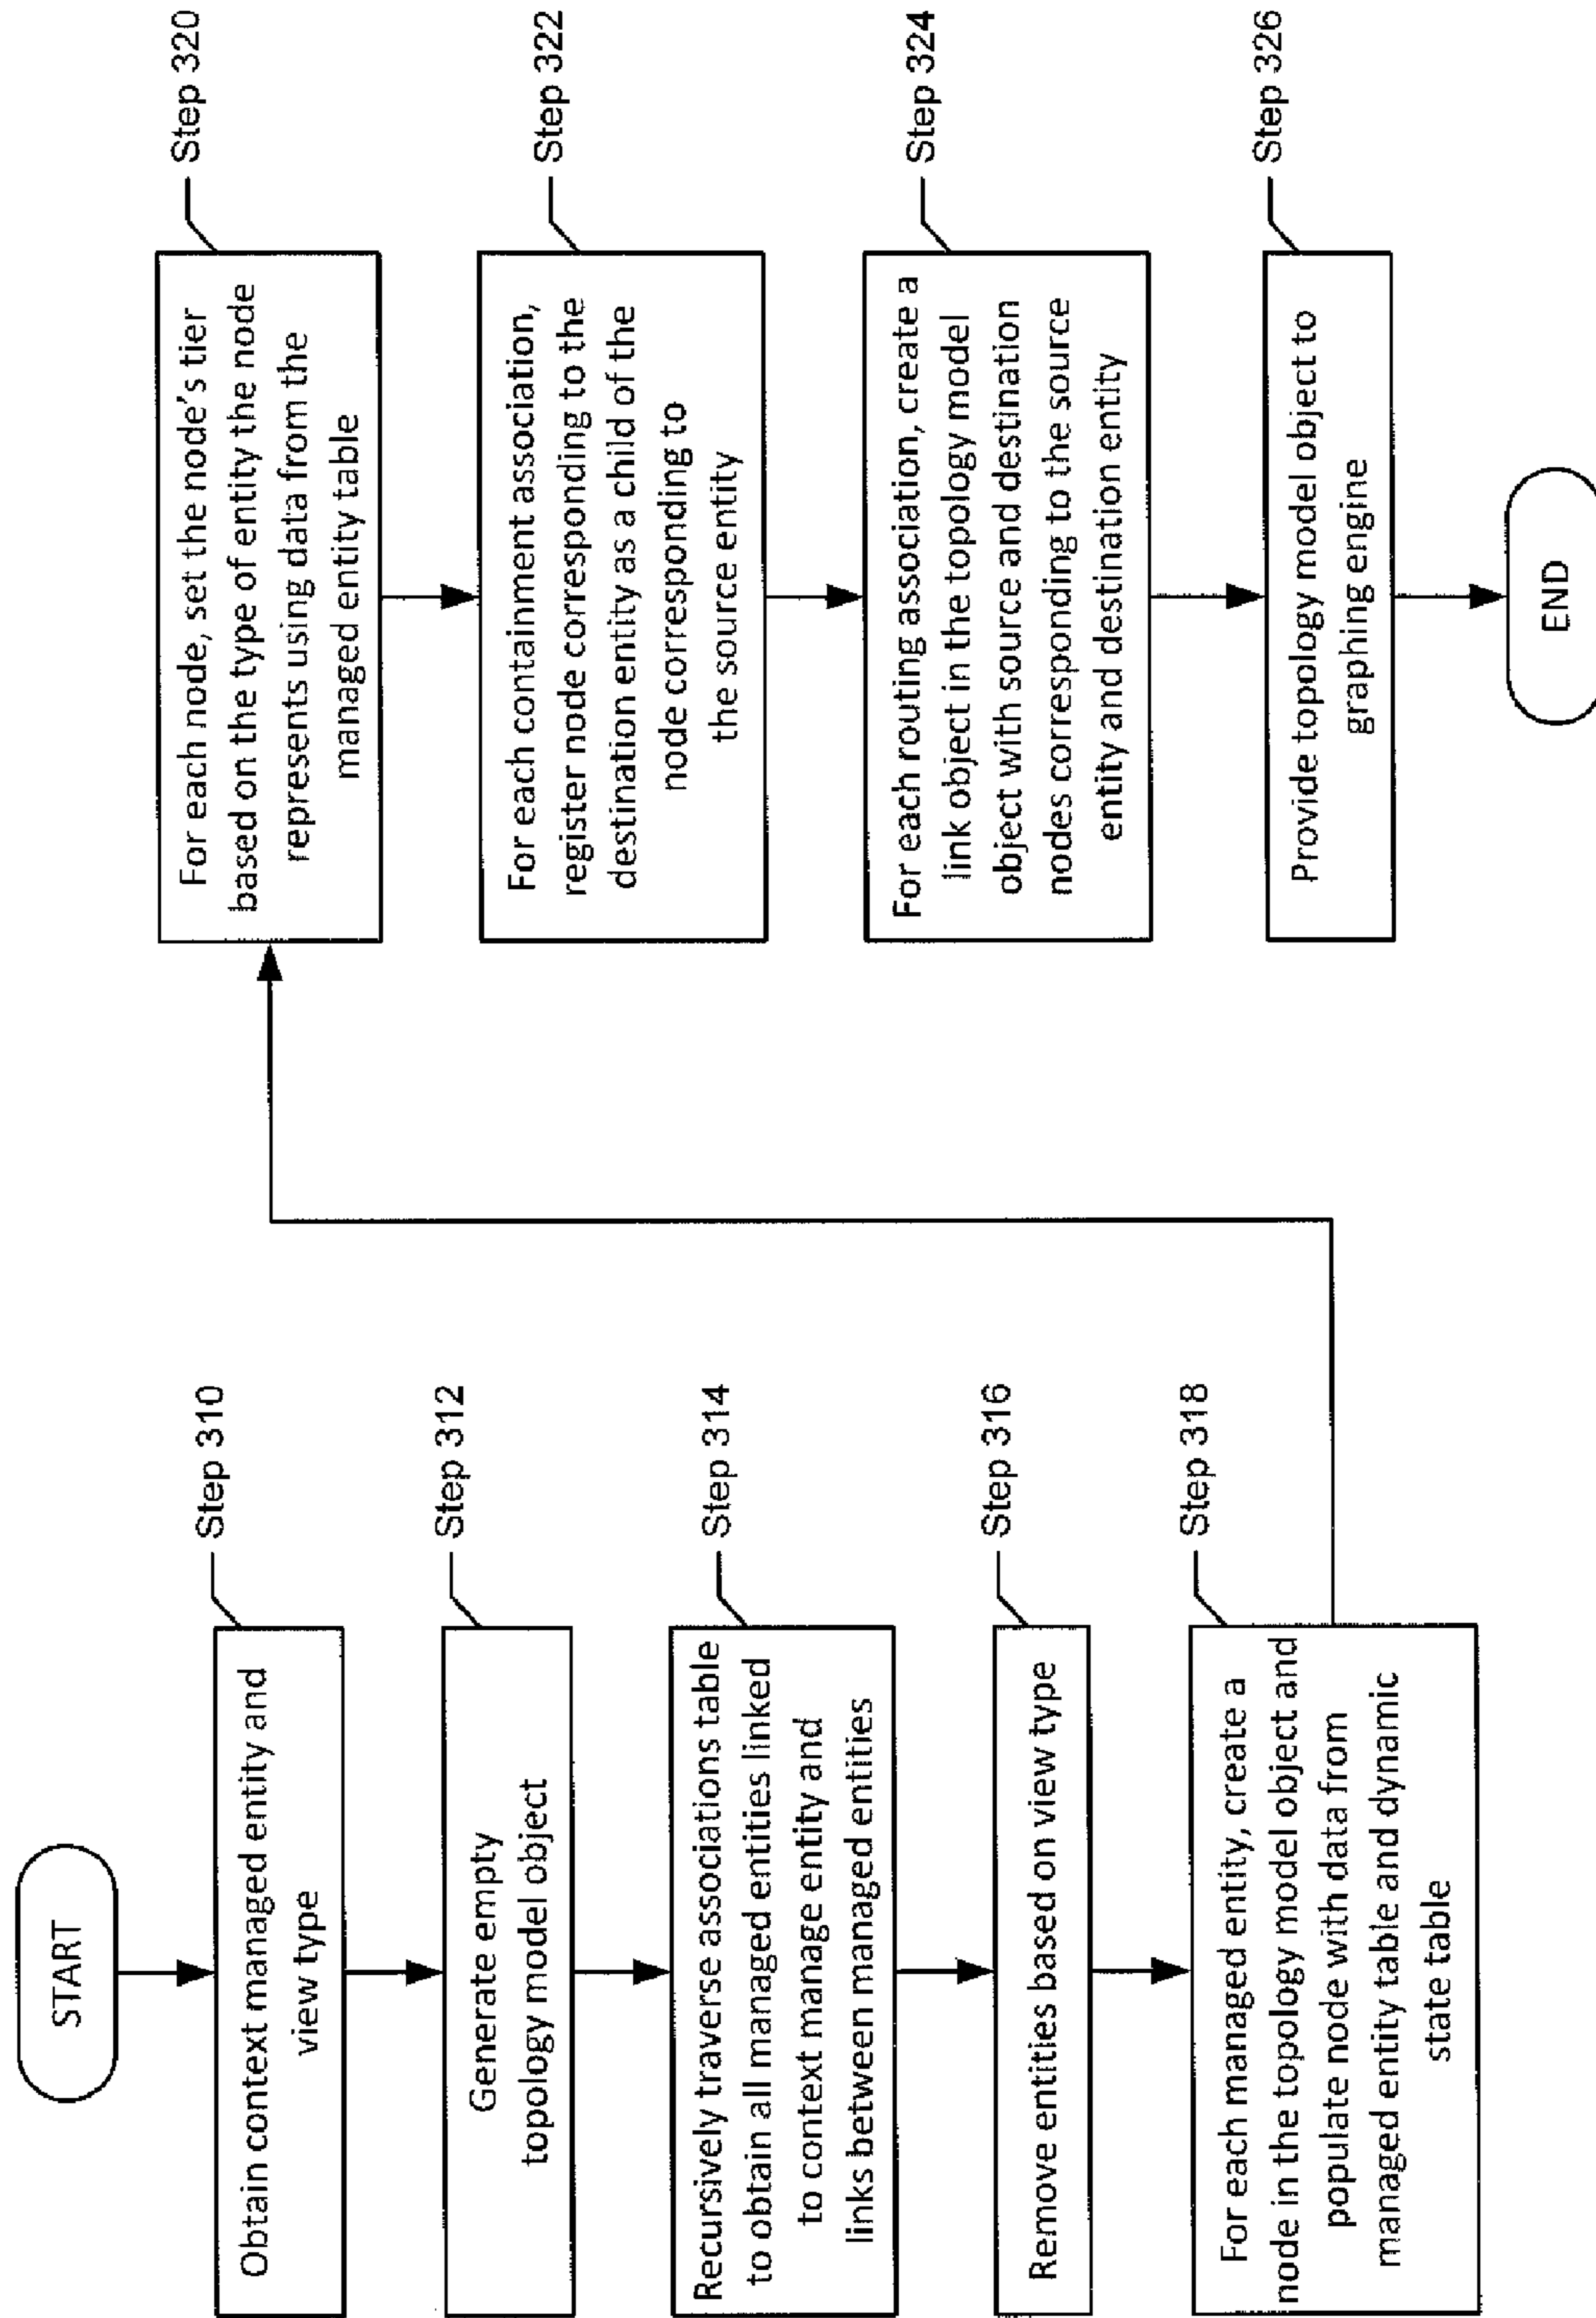 START
Step 310
Obtain context managed entity and
view type
Step 312
Generate empty
topology model object
Step 314
Recursively traverse associations table
to obtain all managed entities linked
to context manage entity and
links between managed entities
Step 316
Remove entities based on view type
Step 318
For each managed entity, create a
node in the topology model object and
populate node with data from
managed entity table and dynamic
state table
Step 320
For each node, set the node's tier
based on the type of entity the node
represents using data from the
managed entity table
Step 322
For each containment association,
register node corresponding to the
destination entity as a child of the
node corresponding to
the source entity
Step 324
For each routing association, create a
link object in the topology model
object with source and destination
nodes corresponding to the source
entity and destination entity
Step 326
Provide topology model object to
graphing engine
END